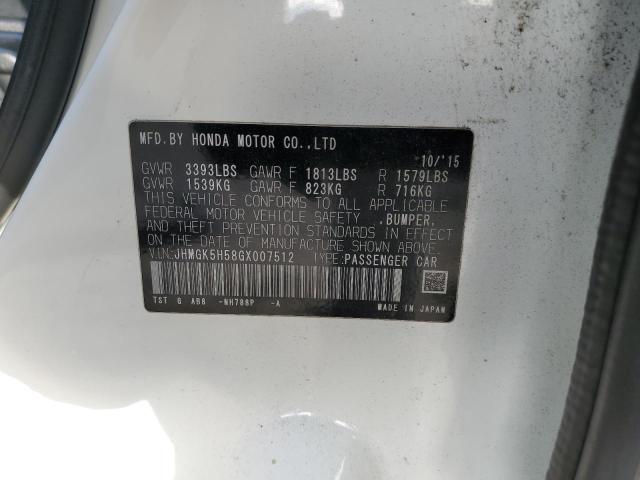 MFD.BY HONDA MOTOR CO.,LTD
10/'15
GVWR 3393LBS GAWR F 1813LBS R 1579LBS
GVWR 1539KG GAWR F 823KG R 716KG
THIS VEHICLE CONFORMS TO ALL APPLICABLE
FEDERAL MOTOR VEHICLE SAFETY ,BUMPER,
AND THEFT PREVENTION STANDARDS IN EFFECT
ON THE DATE OF MANUFACTURE SHOWN ABOVE.
V.I.N:JHMGK5H58GX007512 TYPE:PASSENGER CAR
TST G AB8 -NH788P -A
MADE IN JAPAN